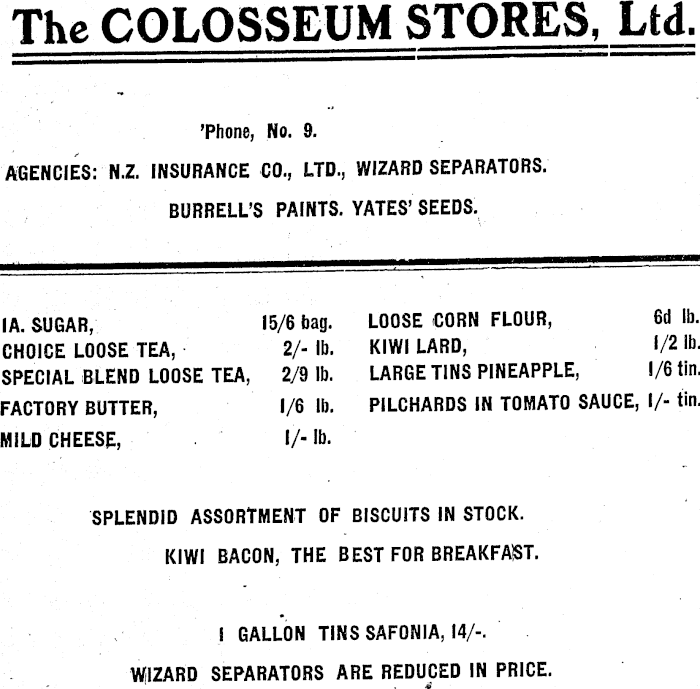 The COLOSSEUM STORES, Ltd.
'Phone, No. 9.
AGENCIES: N.Z. INSURANCE CO., LTD., WIZARD SEPARATORS.
BURRELL'S PAINTS. YATES' SEEDS.
IA. SUGAR, 15/6 bag.
CHOICE LOOSE TEA, 2/- lb.
SPECIAL BLEND LOOSE TEA, 2/9 lb.
FACTORY BUTTER, 1/6 lb.
MILD CHEESE, 1/- lb.
LOOSE CORN FLOUR, 6d lb.
KIWI LARD, 1/2 lb.
LARGE TINS PINEAPPLE, 1/6 tin.
PILCHARDS IN TOMATO SAUCE, 1/- tin.
SPLENDID ASSORTMENT OF BISCUITS IN STOCK.
KIWI BACON, THE BEST FOR BREAKFAST.
1 GALLON TINS SAFONIA, 14/-.
WIZARD SEPARATORS ARE REDUCED IN PRICE.